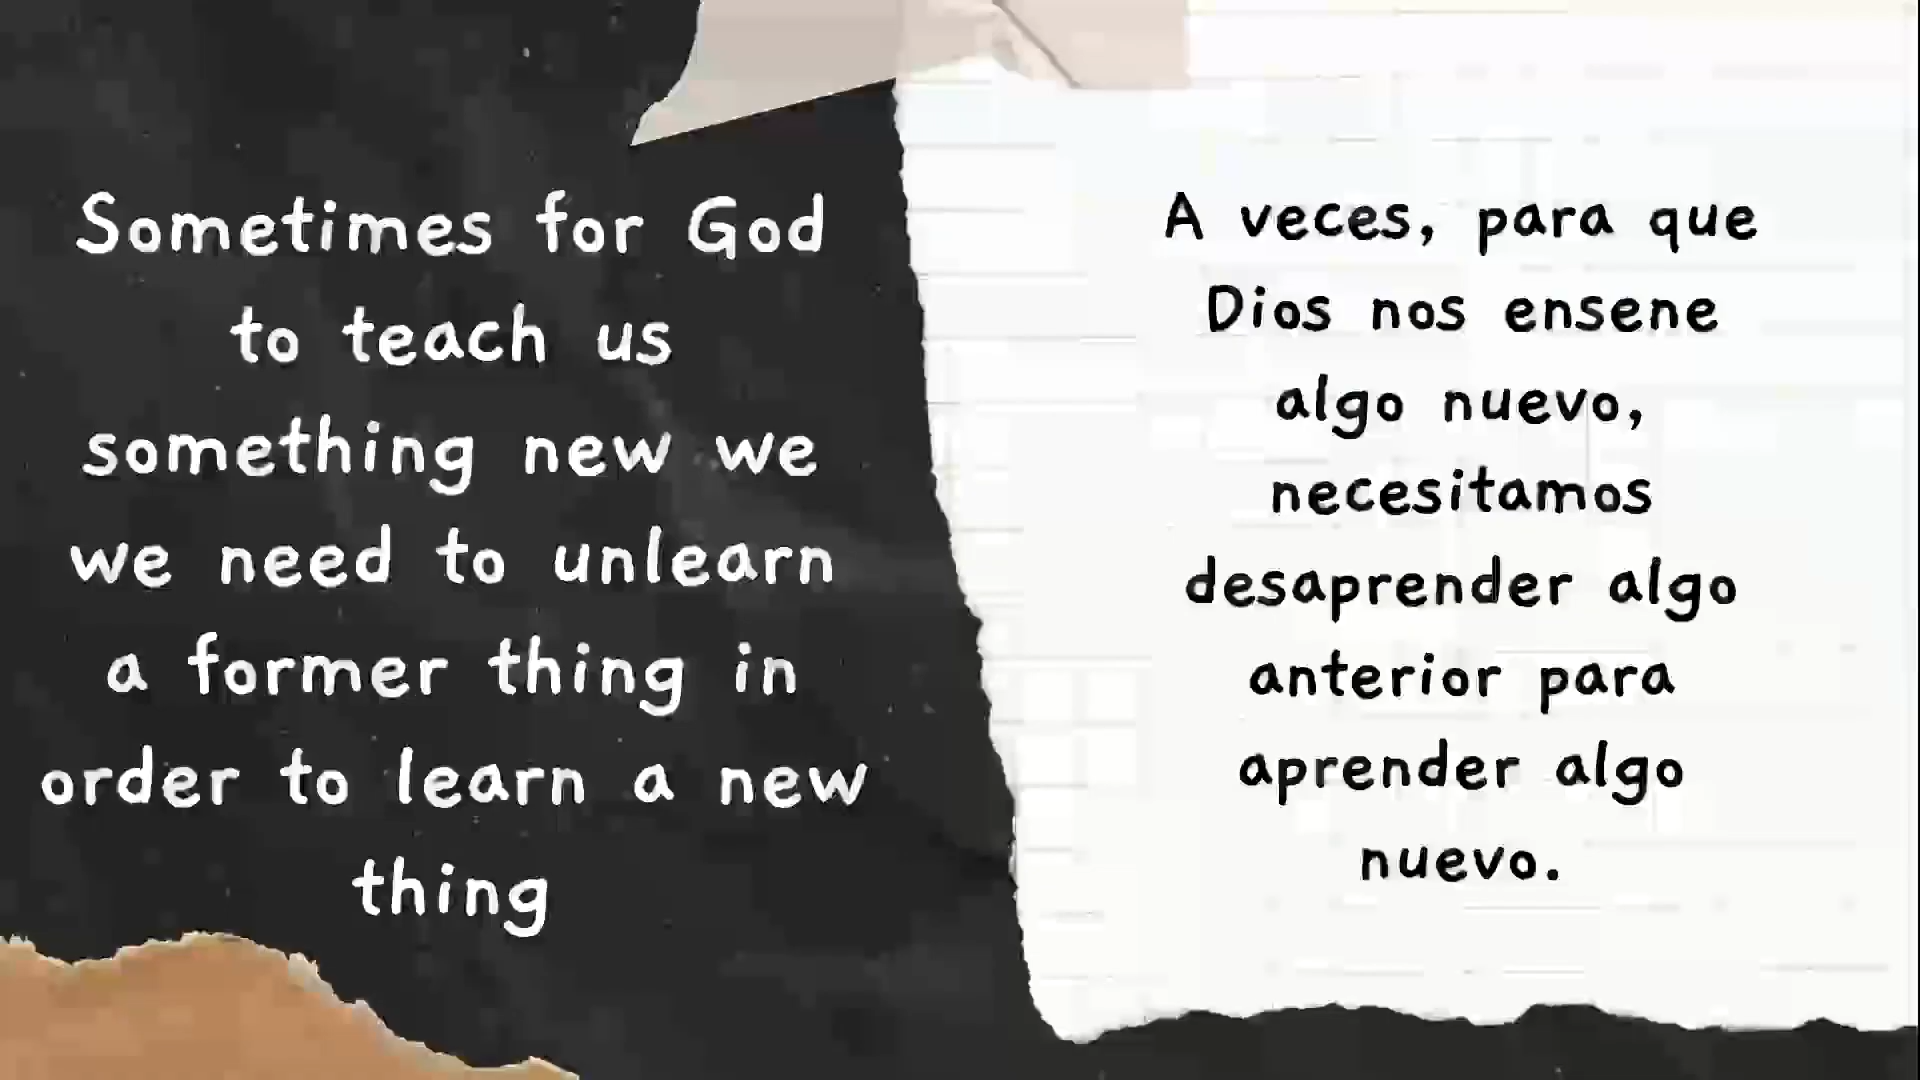 Sometimes for God
to teach us
something new we
we need to unlearn
a former thing in
order to learn a new
thing
A veces, para que
Dios nos ensene
algo nuevo,
necesitamos
desaprender algo
anterior para
aprender algo
nuevo.